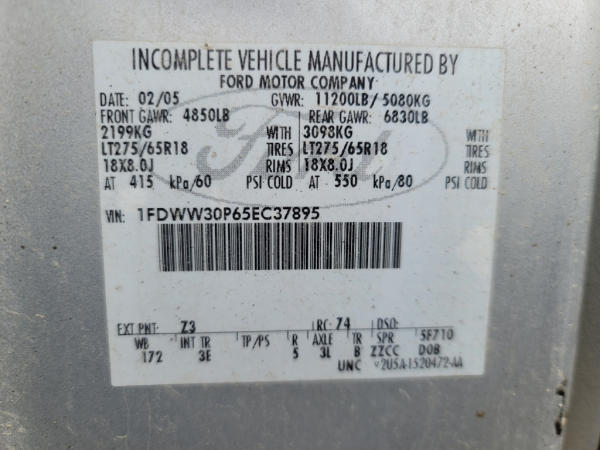 INCOMPLETE VEHICLE MANUFACTURED BY
FORD MOTOR COMPANY
DATE: 02/05 GVWR: 11200LB/ 5080KG
FRONT GAWR: 4850LB REAR GAWR: 6830LB
2199KG WITH 3098KG WITH
LT275/65R18 TIRES LT275/65R18 TIRES
18X8.0J RIMS 18X8.0J RIMS
AT 415 kPa/60 PSI COLD AT 550 kPa/80 PSI COLD
VIN: 1FDWW30P65EC37895
Ford
EXT PNT: Z3 RC: 74 DSO:
WB INT TR TP/PS R AXLE TR SPR 5F710
172 3E 5 3L B ZZCC DOB
UNC